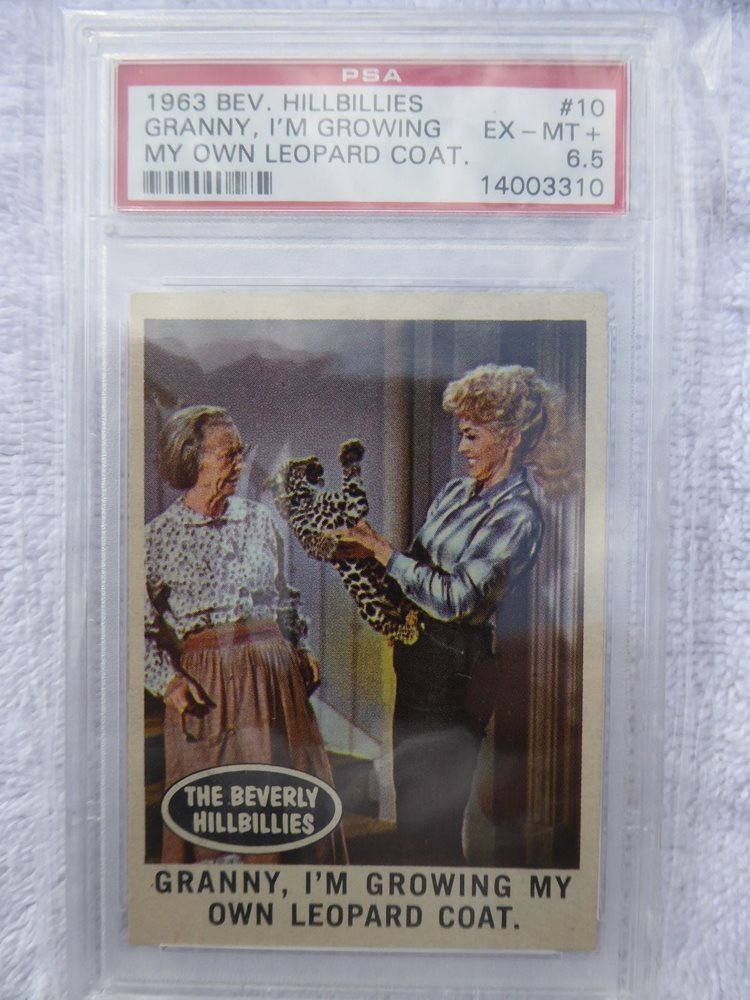 PSA
1963 BEV. HILLBILLIES #10
GRANNY, I'M GROWING EX - MT +
MY OWN LEOPARD COAT. 6.5
14003310
THE BEVERLY
HILLBILLIES
GRANNY, I'M GROWING MY
OWN LEOPARD COAT.